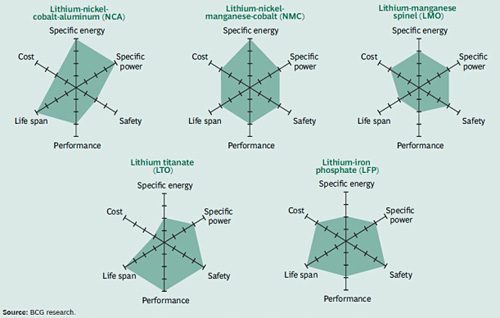 Lithium-nickel-
cobalt-aluminum (NCA)
Specific energy
Cost
Specific
power
Life span
Safety
Performance
Lithium-nickel-
manganese-cobalt (NMC)
Specific energy
Cost
Specific
power
Life span
Safety
Performance
Lithium-manganese
spinel (LMO)
Specific energy
Cost
Specific
power
Life span
Safety
Performance
Lithium titanate
(LTO)
Specific energy
Cost
Specific
power
Life span
Safety
Performance
Lithium-iron
phosphate (LFP)
Specific energy
Cost
Specific
power
Life span
Safety
Performance
Source: BCG research.